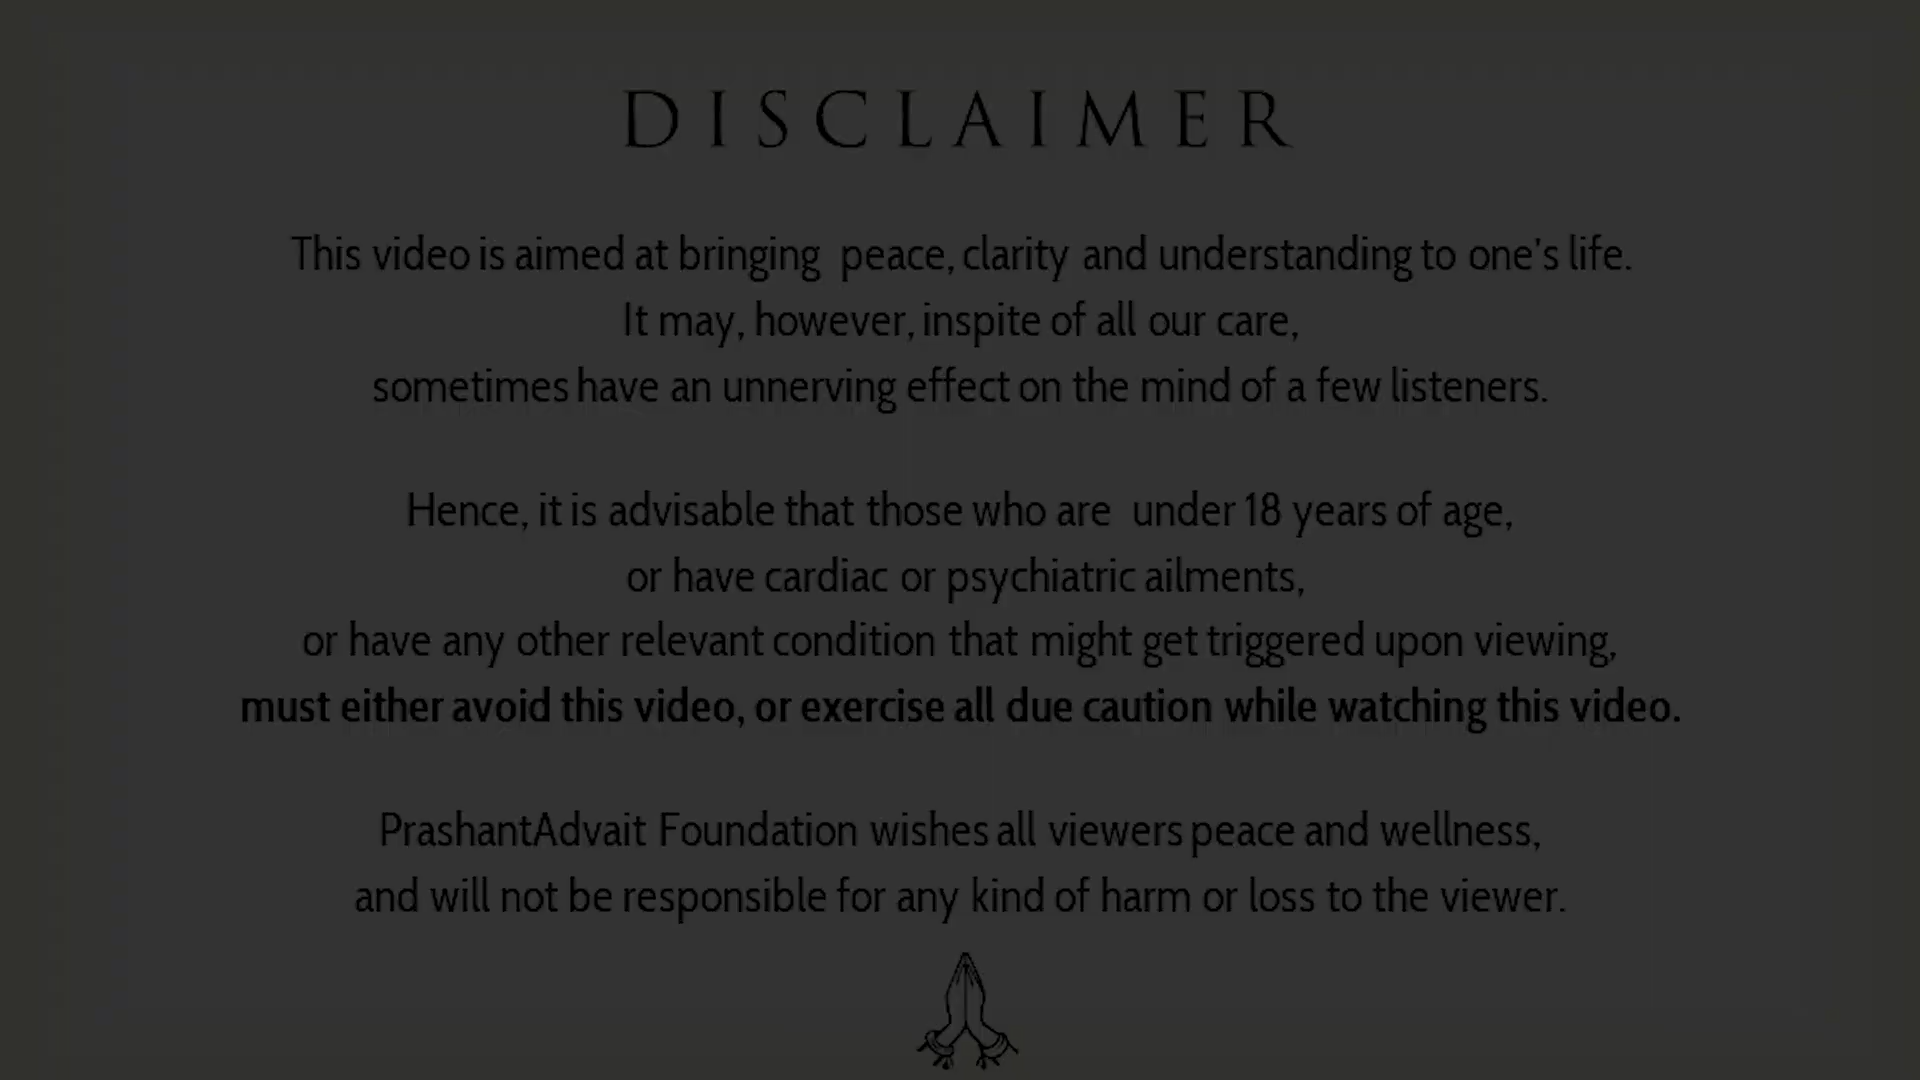 DISCLAIMER
This video is aimed at bringing peace, clarity and understanding to one's life.
It may, however, inspite of all our care,
sometimes have an unnerving effect on the mind of a few listeners.
Hence, it is advisable that those who are under 18 years of age,
or have cardiac or psychiatric ailments,
or have any other relevant condition that might get triggered upon viewing,
must either avoid this video, or exercise all due caution while watching this video.
PrashantAdvait Foundation wishes all viewers peace and wellness,
and will not be responsible for any kind of harm or loss to the viewer.